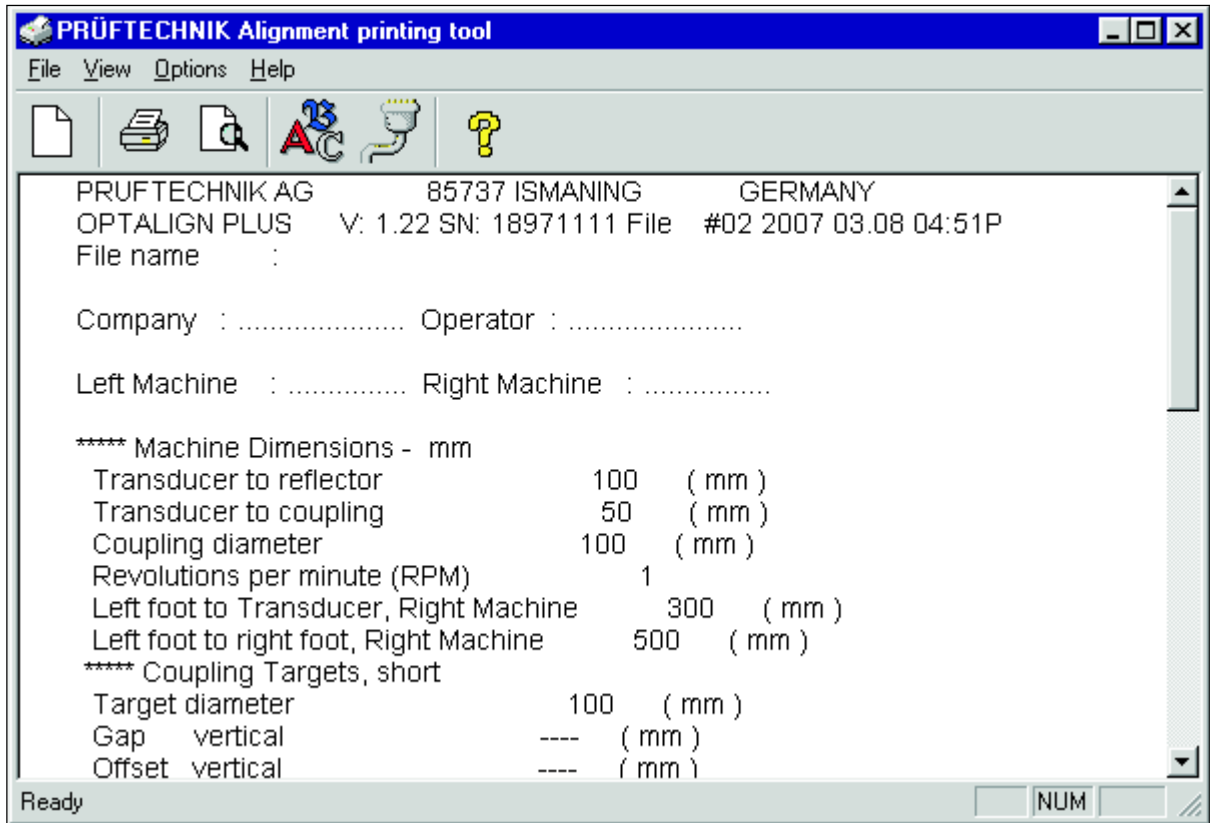 PRÜFTECHNIK Alignment printing tool
File View Options Help
PRUFTECHNIK AG 85737 ISMANING GERMANY
OPTALIGN PLUS V: 1.22 SN: 18971111 File #02 2007 03.08 04:51P
File name :
Company : ..................... Operator : ......................
Left Machine : ............... Right Machine : ................
***** Machine Dimensions - mm
Transducer to reflector 100 ( mm )
Transducer to coupling 50 ( mm )
Coupling diameter 100 ( mm )
Revolutions per minute (RPM) 1
Left foot to Transducer, Right Machine 300 ( mm )
Left foot to right foot, Right Machine 500 ( mm )
***** Coupling Targets, short
Target diameter 100 ( mm )
Gap vertical ---- ( mm )
Offset vertical ---- ( mm )
Ready NUM